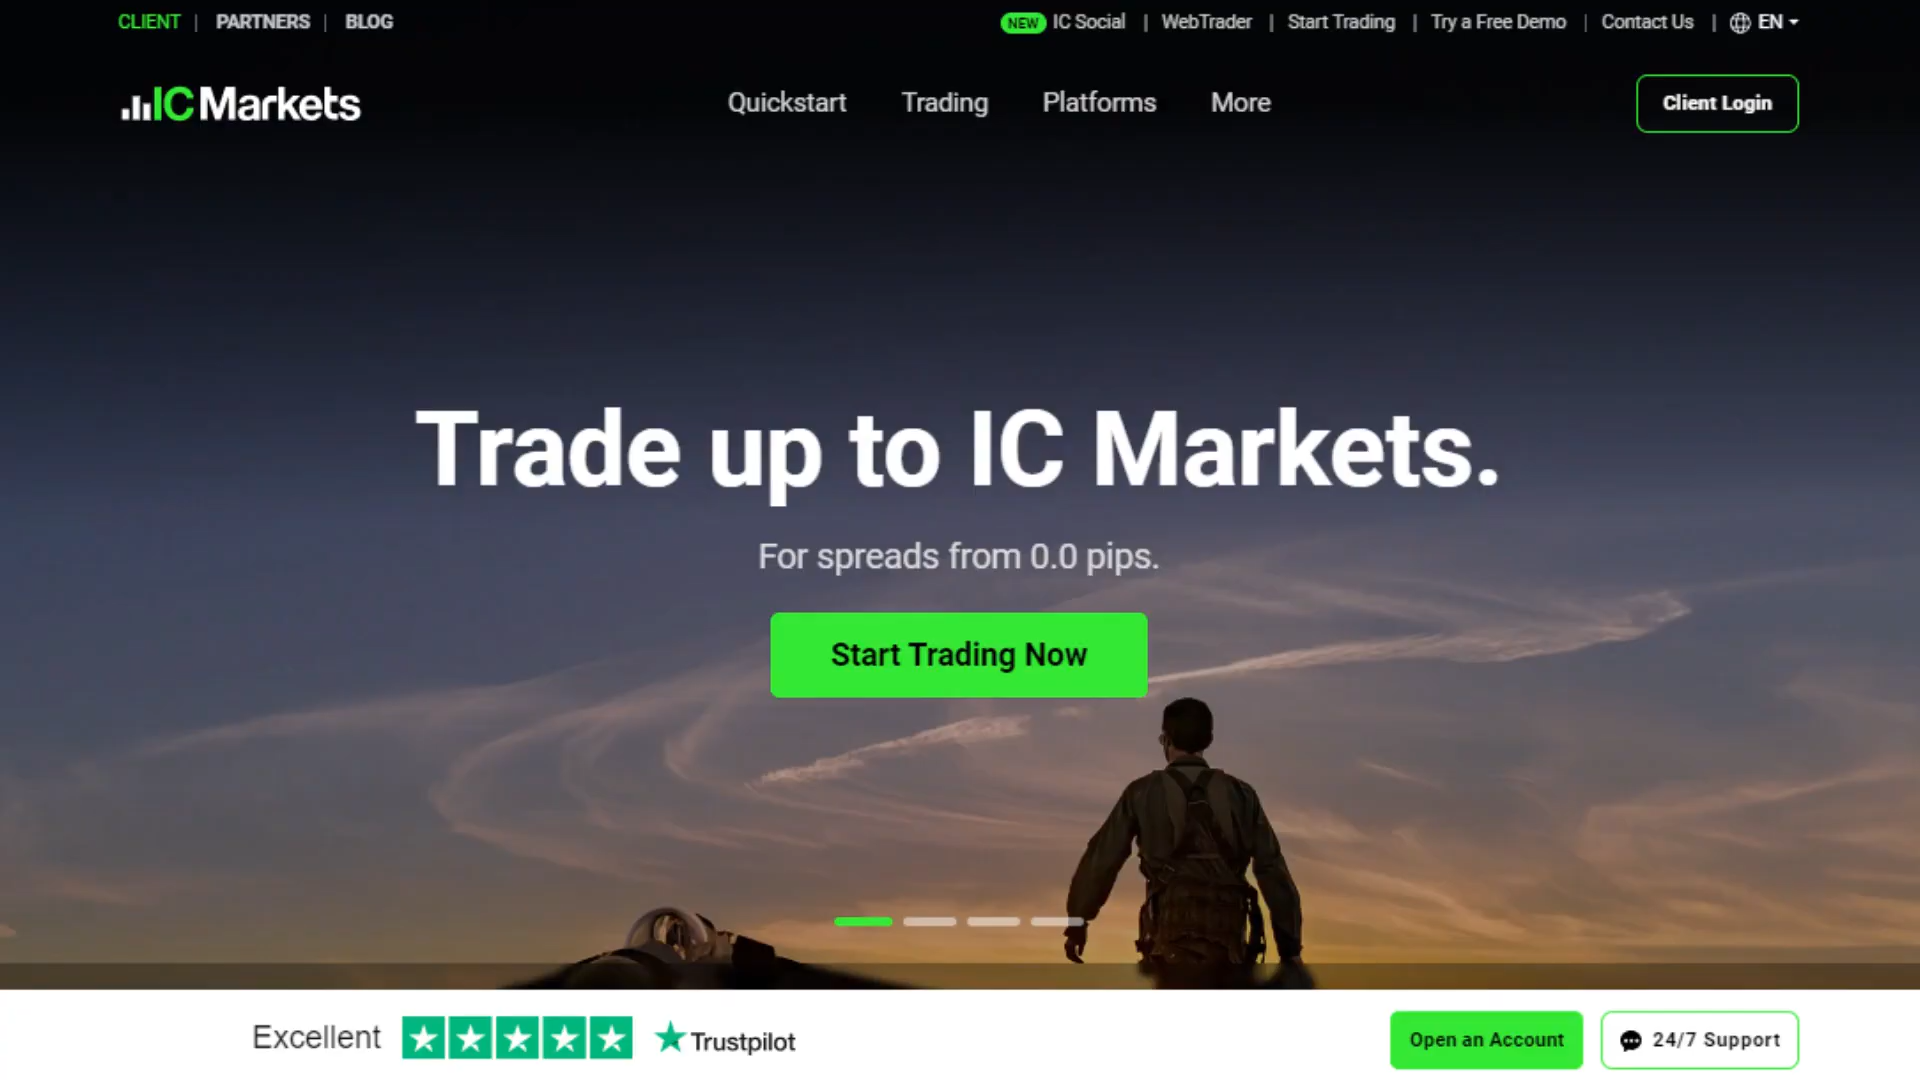 CLIENT | PARTNERS | BLOG
NEW IC Social | WebTrader | Start Trading | Try a Free Demo | Contact Us | EN
IC Markets
Quickstart Trading Platforms More
Client Login
Trade up to IC Markets.
For spreads from 0.0 pips.
Start Trading Now
Excellent Trustpilot
Open an Account 24/7 Support